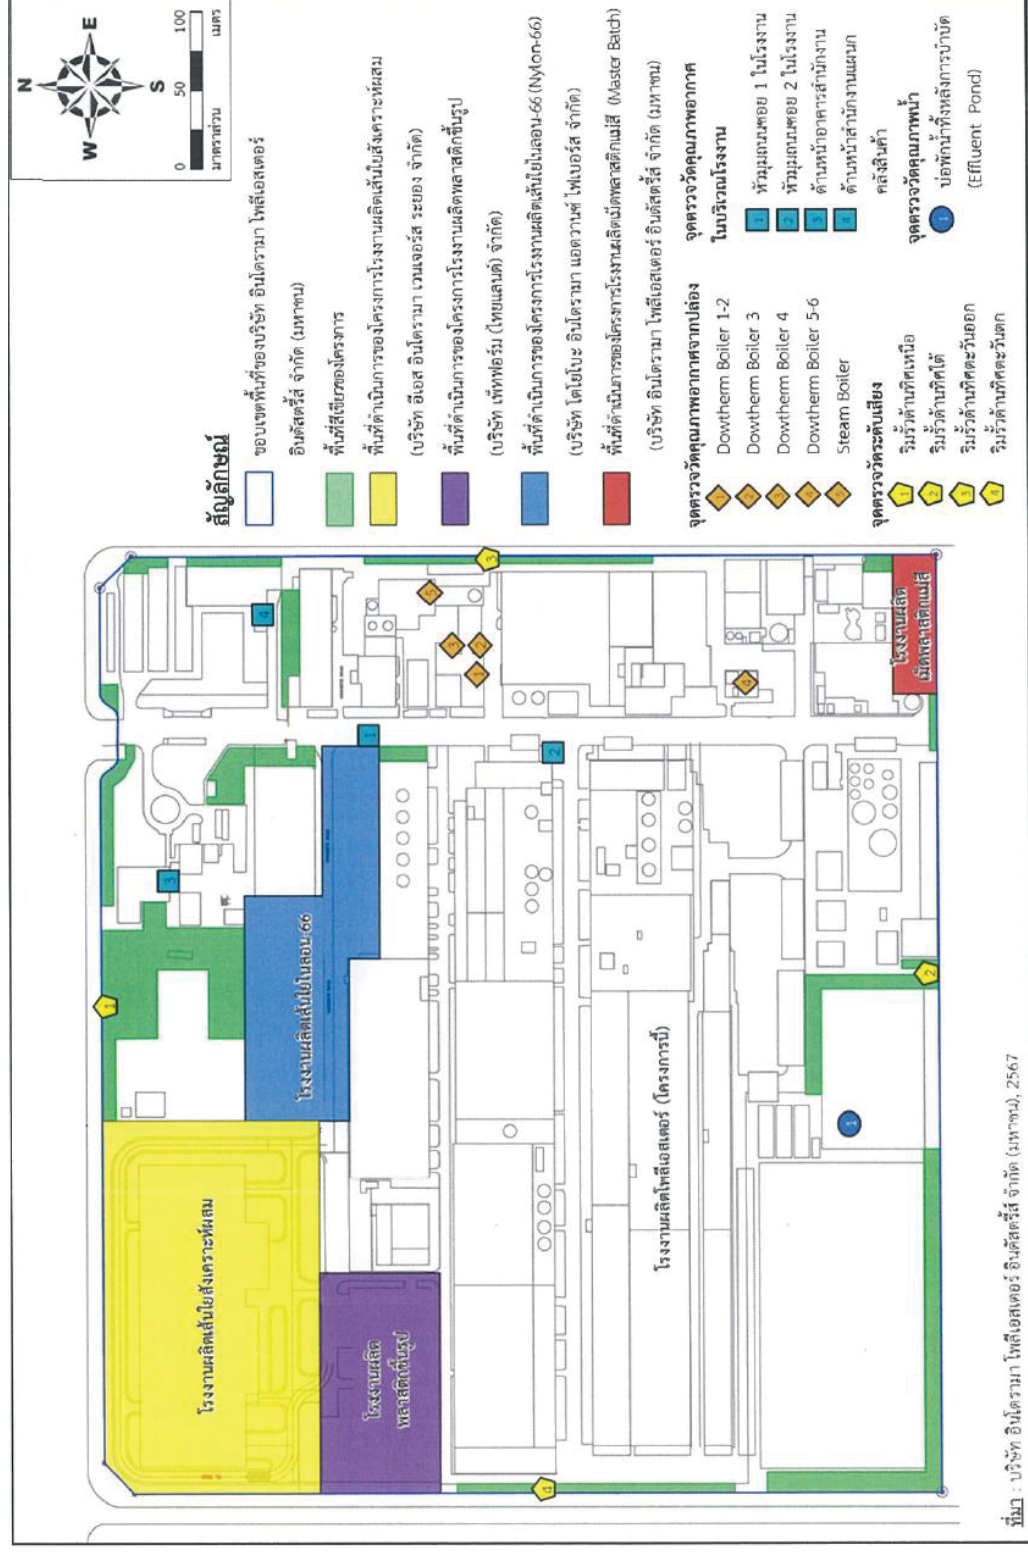 N
W
E
S
0 50 100
มาตราส่วน เมตร
สัญลักษณ์
ขอบเขตพื้นที่ของบริษัท อินโดรามา โพลีเอสเตอร์
อินดัสตรี้ส์ จำกัด (มหาชน)
พื้นที่สีเขียวของโครงการ
พื้นที่ดำเนินการของโครงการโรงงานผลิตเส้นใยสังเคราะห์ผสม
(บริษัท อีเอส อินโดรามา เวนเจอร์ส ระยอง จำกัด)
พื้นที่ดำเนินการของโครงการโรงงานผลิตพลาสติกขึ้นรูป
(บริษัท เพ็ทฟอร์ม (ไทยแลนด์) จำกัด)
พื้นที่ดำเนินการของโครงการโรงงานผลิตเส้นใยไนลอน-66 (Nylon-66)
(บริษัท โตโยโบะ อินโดรามา แอดวานซ์ ไฟเบอร์ส จำกัด)
พื้นที่ดำเนินการของโครงการโรงงานผลิตเม็ดพลาสติกแม่สี (Master Batch)
(บริษัท อินโดรามา โพลีเอสเตอร์ อินดัสตรี้ส์ จำกัด (มหาชน)
จุดตรวจวัดคุณภาพอากาศจากปล่อง
1 Dowtherm Boiler 1-2
2 Dowtherm Boiler 3
3 Dowtherm Boiler 4
4 Dowtherm Boiler 5-6
5 Steam Boiler
จุดตรวจวัดระดับเสียง
1 ริมรั้วด้านทิศเหนือ
2 ริมรั้วด้านทิศใต้
3 ริมรั้วด้านทิศตะวันออก
4 ริมรั้วด้านทิศตะวันตก
จุดตรวจวัดคุณภาพอากาศ
ในบริเวณโรงงาน
1 หัวมุมถนนซอย 1 ในโรงงาน
2 หัวมุมถนนซอย 2 ในโรงงาน
3 ด้านหน้าอาคารสำนักงาน
4 ด้านหน้าสำนักงานแผนก
คลังสินค้า
จุดตรวจวัดคุณภาพน้ำ
1 บ่อพักน้ำทิ้งหลังการบำบัด
(Effluent Pond)
โรงงานผลิตเส้นใยสังเคราะห์ผสม
โรงงานผลิตเส้นใยไนลอน-66
โรงงานผลิต
พลาสติกขึ้นรูป
โรงงานผลิตโพลีเอสเตอร์ (โครงการนี้)
โรงงานผลิต
เม็ดพลาสติกแม่สี
1
3
4
1
2
3
2
1
5
4
3
4
2
1
ที่มา : บริษัท อินโดรามา โพลีเอสเตอร์ อินดัสตรี้ส์ จำกัด (มหาชน), 2567